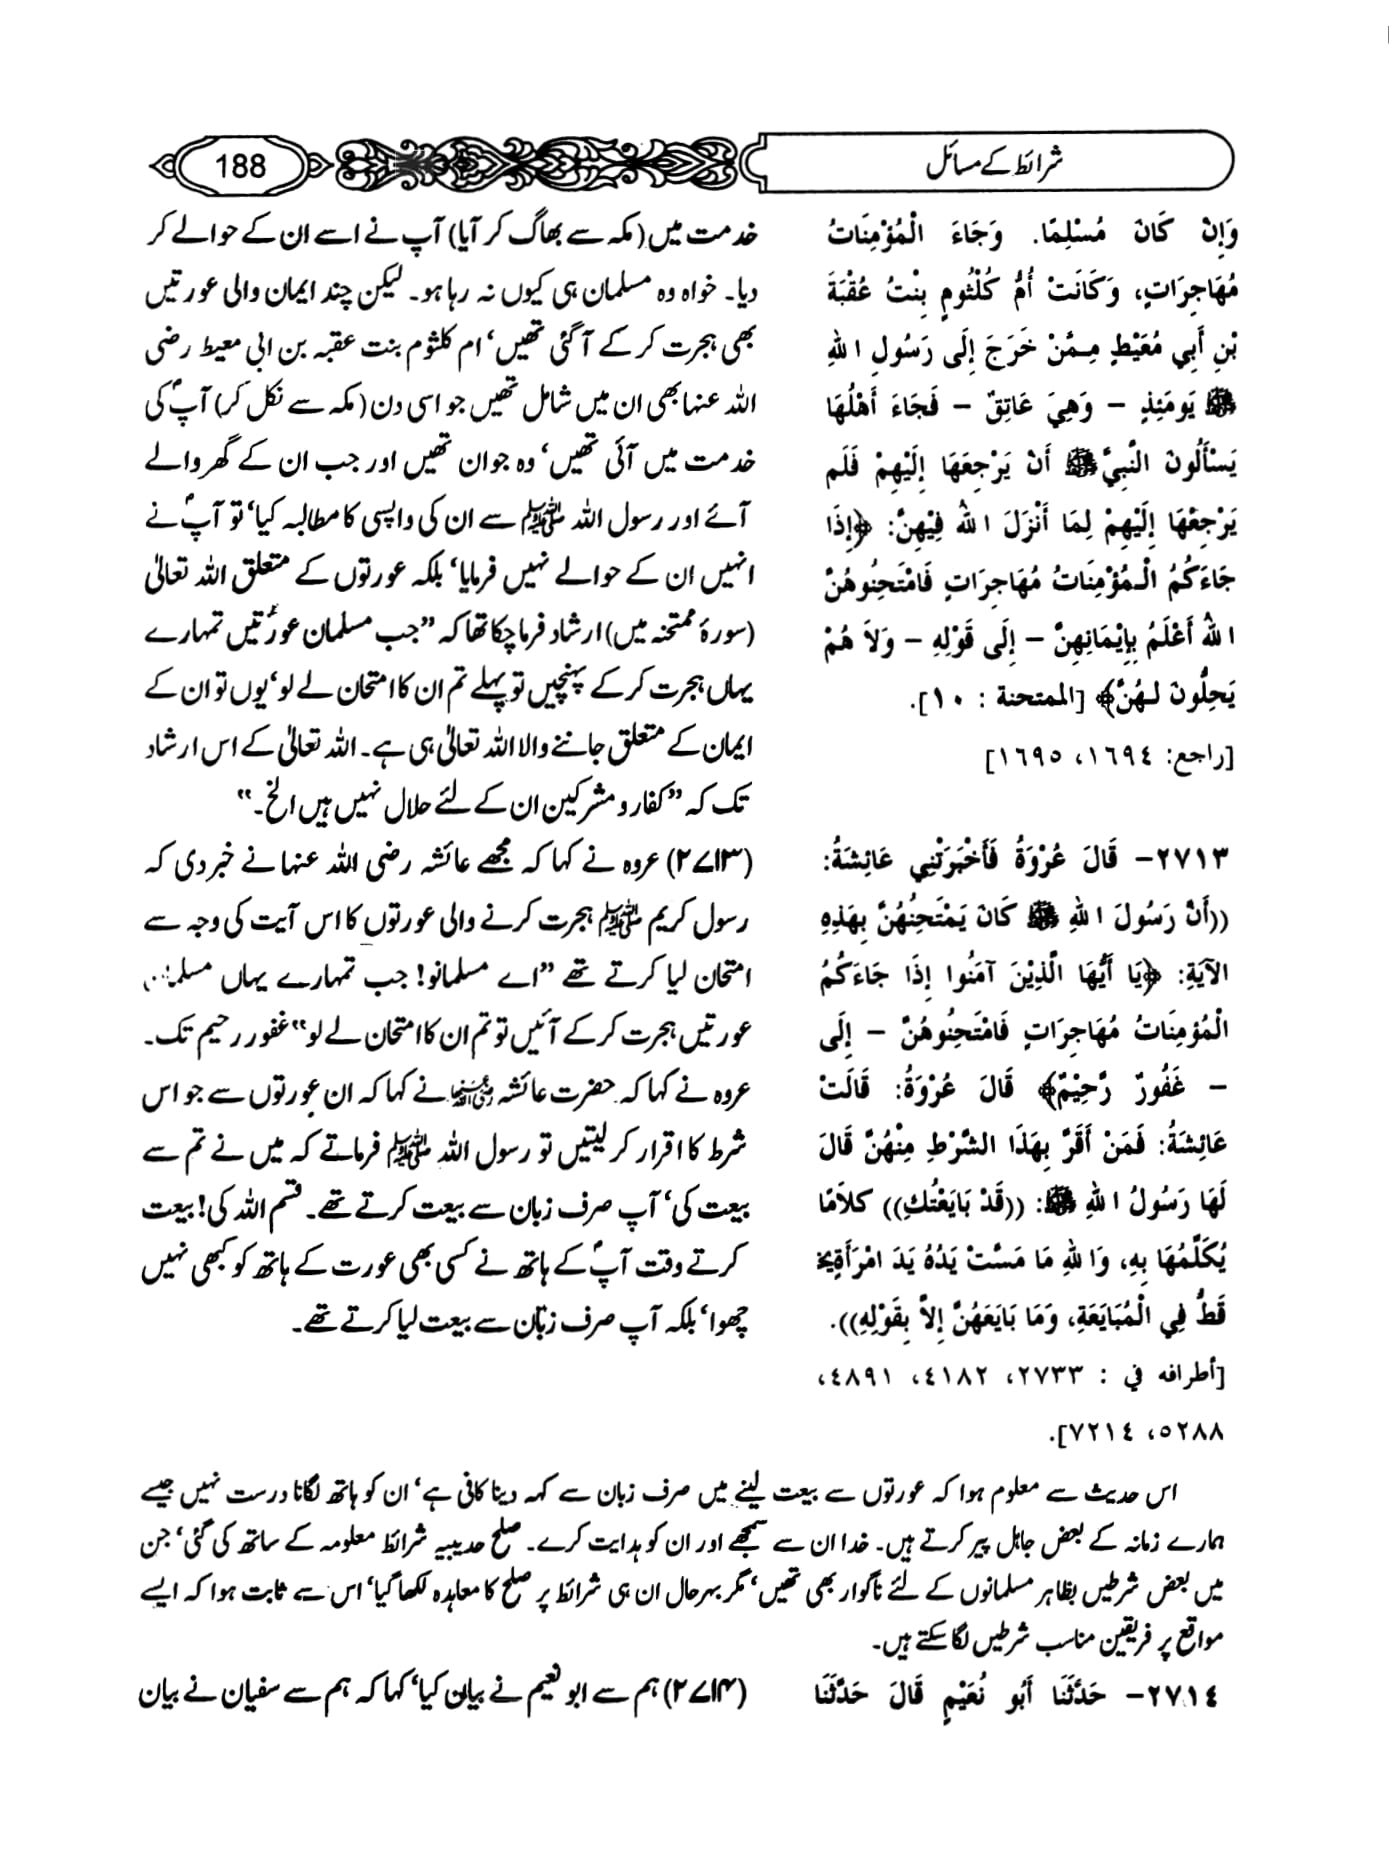 شرائط کے مسائل
188
وَإِنْ كَانَ مُسْلِمًا. وَجَاءَ الْمُؤْمِنَاتُ
مُهَاجِرَاتٍ، وَكَانَتْ أُمُّ كُلْثُومٍ بِنْتُ عُقْبَةَ
بْنِ أَبِي مُعَيْطٍ مِمَّنْ خَرَجَ إِلَى رَسُولِ اللهِ
ﷺ يَومَئِذٍ – وَهِيَ عَاتِقٌ – فَجَاءَ أَهْلُهَا
يَسْأَلُونَ النَّبِيَّ ﷺ أَنْ يَرْجِعَهَا إِلَيْهِمْ فَلَم
يَرْجِعْهَا إِلَيْهِمْ لِمَا أَنْزَلَ اللهُ فِيْهِنَّ: ﴿إِذَا
جَاءَكُمُ الْمُؤْمِنَاتُ مُهَاجِرَاتٍ فَامْتَحِنُوهُنَّ
اللهُ أَعْلَمُ بِإِيْمَانِهِنَّ – إِلَى قَوْلِهِ – وَلاَ هُمْ
يَحِلُّونَ لَهُنَّ﴾ [الممتحنة : ١٠].
[راجع: ١٦٩٤، ١٦٩٥]
خدمت میں (مکہ سے بھاگ کر آیا) آپ نے اسے ان کے حوالے کر
دیا۔ خواہ وہ مسلمان ہی کیوں نہ رہا ہو۔ لیکن چند ایمان والی عورتیں
بھی ہجرت کر کے آگئی تھیں‘ ام کلثوم بنت عقبہ بن ابی معیط رضی
اللہ عنہا بھی ان میں شامل تھیں جو اسی دن (مکہ سے نکل کر) آپؐ کی
خدمت میں آئی تھیں‘ وہ جوان تھیں اور جب ان کے گھر والے
آئے اور رسول اللہ ﷺ سے ان کی واپسی کا مطالبہ کیا‘ تو آپؐ نے
انہیں ان کے حوالے نہیں فرمایا‘ بلکہ عورتوں کے متعلق اللہ تعالیٰ
(سورۂ ممتحنہ میں) ارشاد فرما چکا تھا کہ ”جب مسلمان عورتیں تمہارے
یہاں ہجرت کر کے پہنچیں تو پہلے تم ان کا امتحان لے لو‘ یوں تو ان کے
ایمان کے متعلق جاننے والا اللہ تعالیٰ ہی ہے۔ اللہ تعالیٰ کے اس ارشاد
تک کہ ”کفار و مشرکین ان کے لئے حلال نہیں ہیں الخ۔“
٢٧١٣– قَالَ عُرْوَةُ فَأَخْبَرَتْنِي عَائِشَةُ:
((أَنَّ رَسُولَ اللهِ ﷺ كَانَ يَمْتَحِنُهُنَّ بِهَذِهِ
الآيَةِ: ﴿يَا أَيُّهَا الَّذِيْنَ آمَنُوا إِذَا جَاءَكُمُ
الْمُؤْمِنَاتُ مُهَاجِرَاتٍ فَامْتَحِنُوهُنَّ – إِلَى
– غَفُورٌ رَّحِيْمٌ﴾ قَالَ عُرْوَةُ: قَالَتْ
عَائِشَةُ: فَمَنْ أَقَرَّ بِهَذَا الشَّرْطِ مِنْهُنَّ قَالَ
لَهَا رَسُولُ اللهِ ﷺ: ((قَدْ بَايَعْتُكِ)) كَلاَمًا
يُكَلِّمُهَا بِهِ، وَاللهِ مَا مَسَّتْ يَدُهُ يَدَ امْرَأَةٍ
قَطُّ فِي الْمُبَايَعَةِ، وَمَا بَايَعَهُنَّ إِلاَّ بِقَوْلِهِ)).
[أطرافه في : ٢٧٣٣، ٤١٨٢، ٤٨٩١،
٥٢٨٨، ٧٢١٤].
(۲۷۱۳) عروہ نے کہا کہ مجھے عائشہ رضی اللہ عنہا نے خبر دی کہ
رسول کریم ﷺ ہجرت کرنے والی عورتوں کا اس آیت کی وجہ سے
امتحان لیا کرتے تھے ”اے مسلمانو! جب تمہارے یہاں مسلمان
عورتیں ہجرت کر کے آئیں تو تم ان کا امتحان لے لو“ غفور رحیم تک۔
عروہ نے کہا کہ حضرت عائشہ رضی اللہ عنہا نے کہا کہ ان عورتوں سے جو اس
شرط کا اقرار کر لیتیں تو رسول اللہ ﷺ فرماتے کہ میں نے تم سے
بیعت کی‘ آپ صرف زبان سے بیعت کرتے تھے۔ قسم اللہ کی! بیعت
کرتے وقت آپؐ کے ہاتھ نے کسی بھی عورت کے ہاتھ کو کبھی نہیں
چھوا‘ بلکہ آپ صرف زبان سے بیعت لیا کرتے تھے۔
اس حدیث سے معلوم ہوا کہ عورتوں سے بیعت لینے میں صرف زبان سے کہہ دینا کافی ہے‘ ان کو ہاتھ لگانا درست نہیں جیسے
ہمارے زمانہ کے بعض جاہل پیر کرتے ہیں۔ خدا ان سے سمجھے اور ان کو ہدایت کرے۔ صلح حدیبیہ شرائط معلومہ کے ساتھ کی گئی‘ جن
میں بعض شرطیں بظاہر مسلمانوں کے لئے ناگوار بھی تھیں‘ مگر بہرحال ان ہی شرائط پر صلح کا معاہدہ لکھا گیا‘ اس سے ثابت ہوا کہ ایسے
مواقع پر فریقین مناسب شرطیں لگا سکتے ہیں۔
٢٧١٤– حَدَّثَنَا أَبُو نُعَيْمٍ قَالَ حَدَّثَنَا
(۲۷۱۴) ہم سے ابو نعیم نے بیان کیا‘ کہا کہ ہم سے سفیان نے بیان